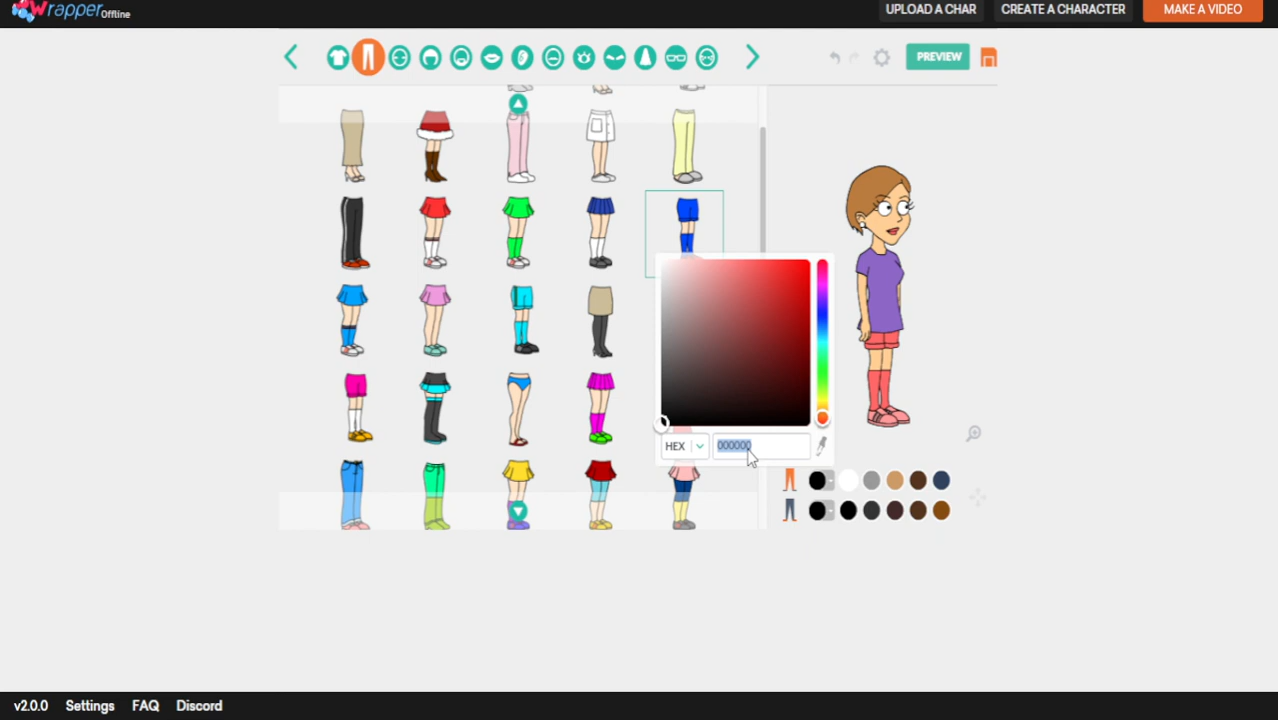 Wrapper Offline
UPLOAD A CHAR
CREATE A CHARACTER
MAKE A VIDEO
PREVIEW
HEX
000000
v2.0.0
Settings
FAQ
Discord